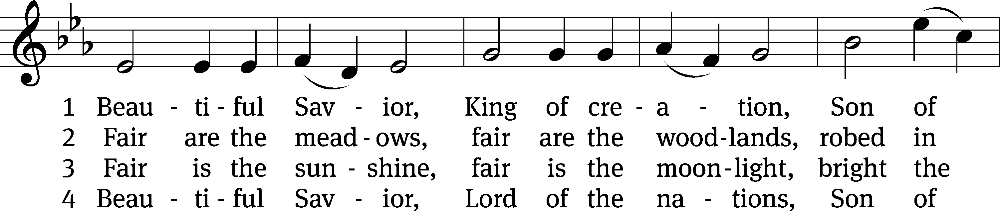 1 Beau - ti - ful Sav - ior, King of cre - a - tion, Son of
2 Fair are the mead - ows, fair are the wood - lands, robed in
3 Fair is the sun - shine, fair is the moon - light, bright the
4 Beau - ti - ful Sav - ior, Lord of the na - tions, Son of